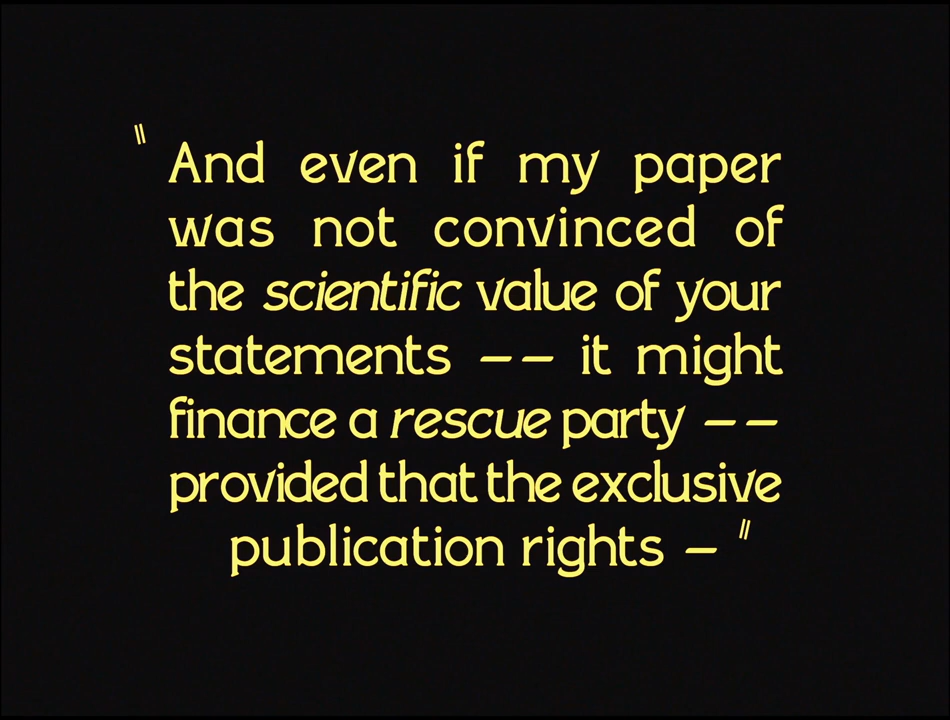 " And even if my paper
was not convinced of
the scientific value of your
statements -- it might
finance a rescue party --
provided that the exclusive
publication rights - "